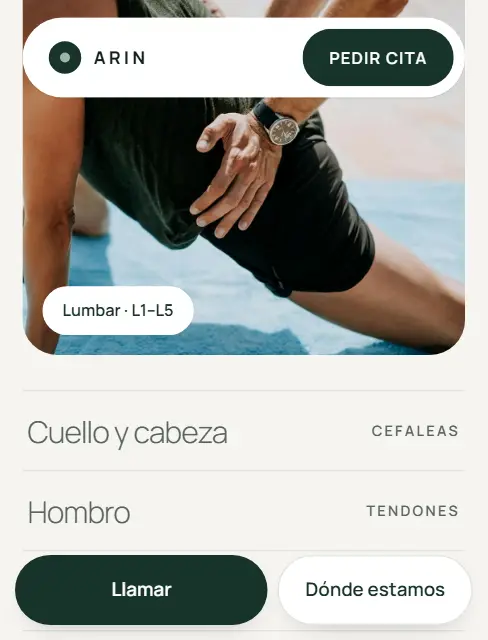 ARIN
PEDIR CITA
Lumbar · L1–L5
Cuello y cabeza
CEFALEAS
Hombro
TENDONES
Llamar
Dónde estamos